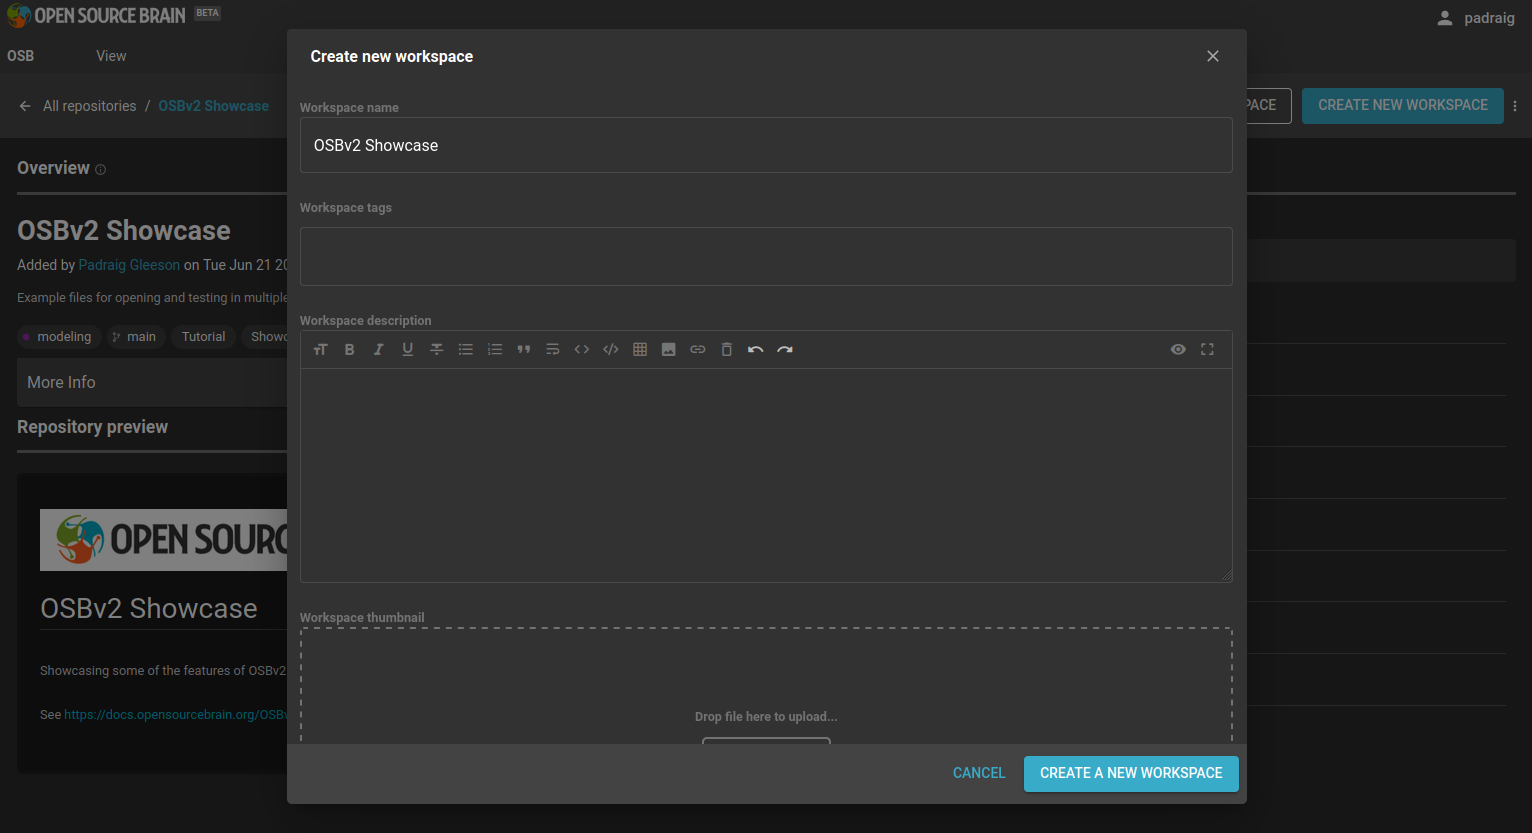 OPEN SOURCE BRAIN BETA
padraig
OSB View
Create new workspace
All repositories / OSBv2 Showcase
CREATE NEW WORKSPACE
Workspace name
OSBv2 Showcase
Overview
Workspace tags
OSBv2 Showcase
Added by Padraig Gleeson on Tue Jun 21
Example files for opening and testing in multiple
Workspace description
modeling main Tutorial
More Info
Repository preview
OPEN
OSBv2 Showcase
Workspace thumbnail
Showcasing some of the features of OSBv2
See https://docs.opensourcebrain.org/OSBv
Drop file here to upload...
CANCEL CREATE A NEW WORKSPACE